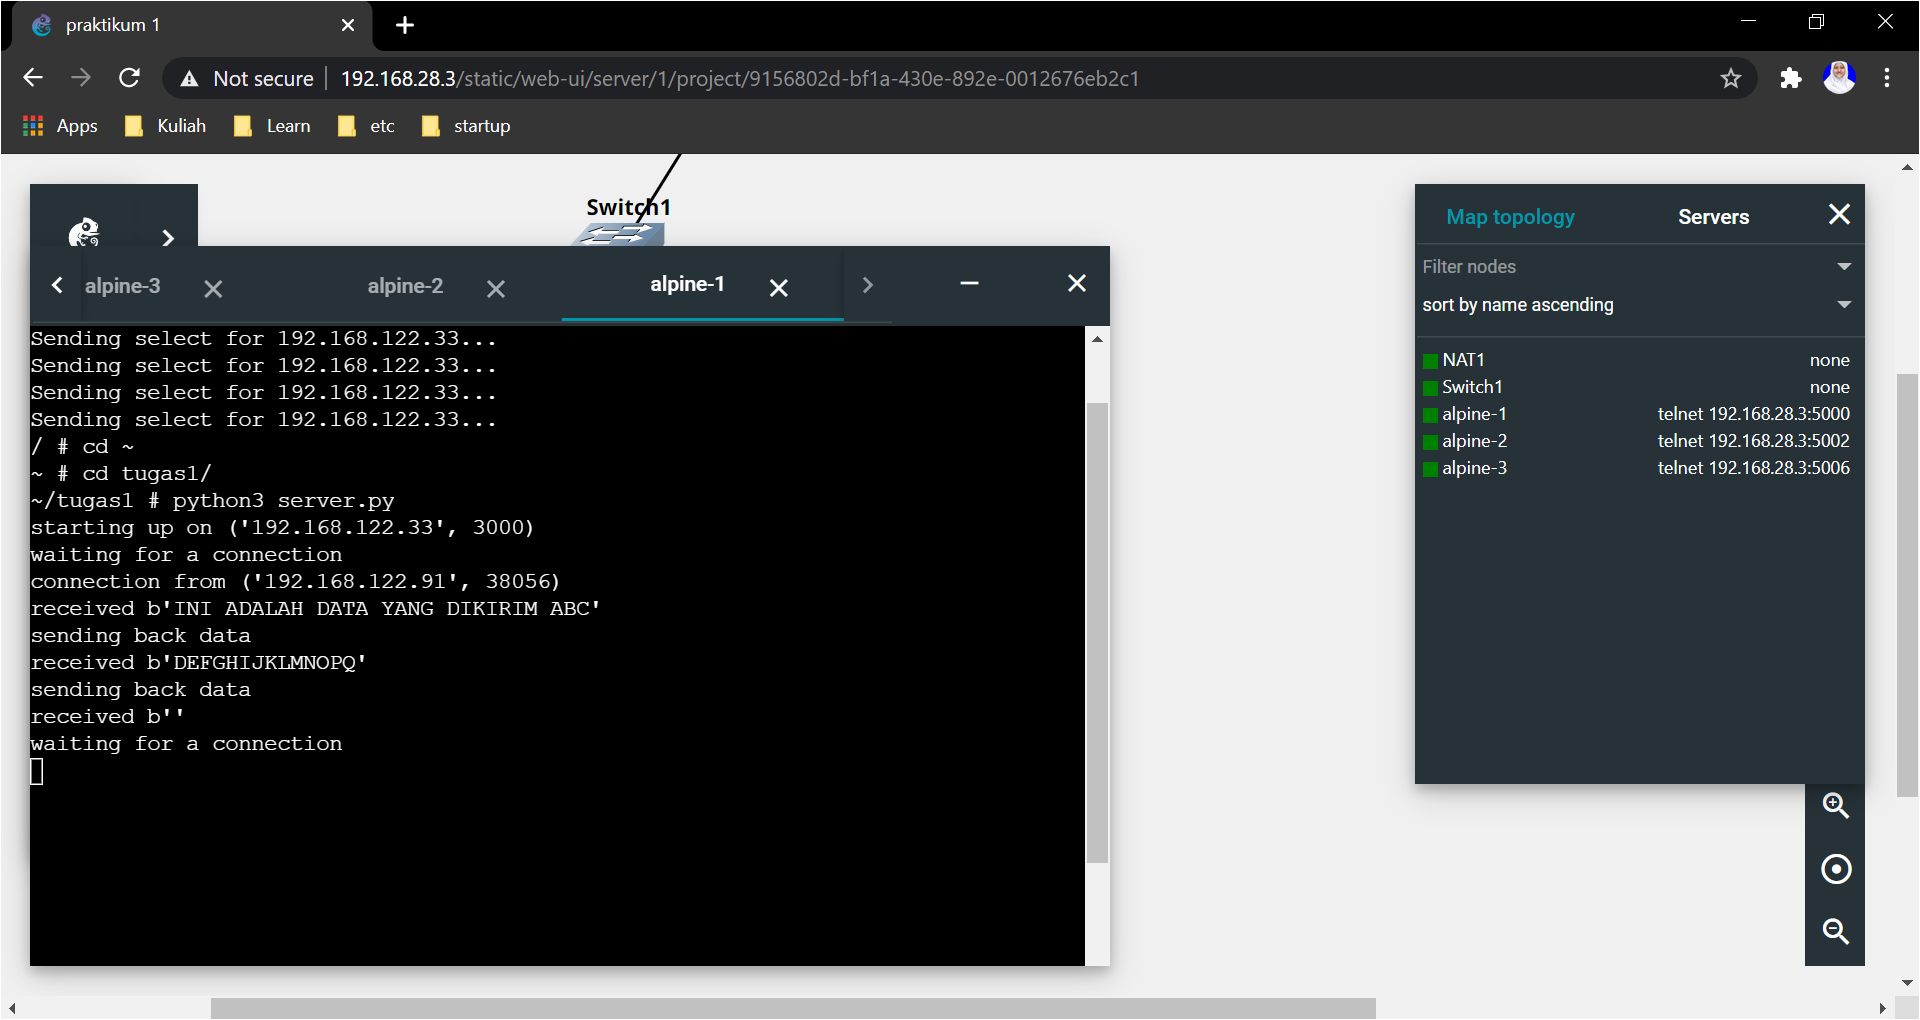 praktikum 1
Not secure
192.168.28.3/static/web-ui/server/1/project/9156802d-bf1a-430e-892e-0012676eb2c1
Apps Kuliah Learn etc startup
Switch1
alpine-3 alpine-2 alpine-1
Sending select for 192.168.122.33...
Sending select for 192.168.122.33...
Sending select for 192.168.122.33...
Sending select for 192.168.122.33...
/ # cd ~
~ # cd tugas1/
~/tugas1 # python3 server.py
starting up on ('192.168.122.33', 3000)
waiting for a connection
connection from ('192.168.122.91', 38056)
received b'INI ADALAH DATA YANG DIKIRIM ABC'
sending back data
received b'DEFGHIJKLMNOPQ'
sending back data
received b''
waiting for a connection
Map topology Servers
Filter nodes
sort by name ascending
NAT1 none
Switch1 none
alpine-1 telnet 192.168.28.3:5000
alpine-2 telnet 192.168.28.3:5002
alpine-3 telnet 192.168.28.3:5006